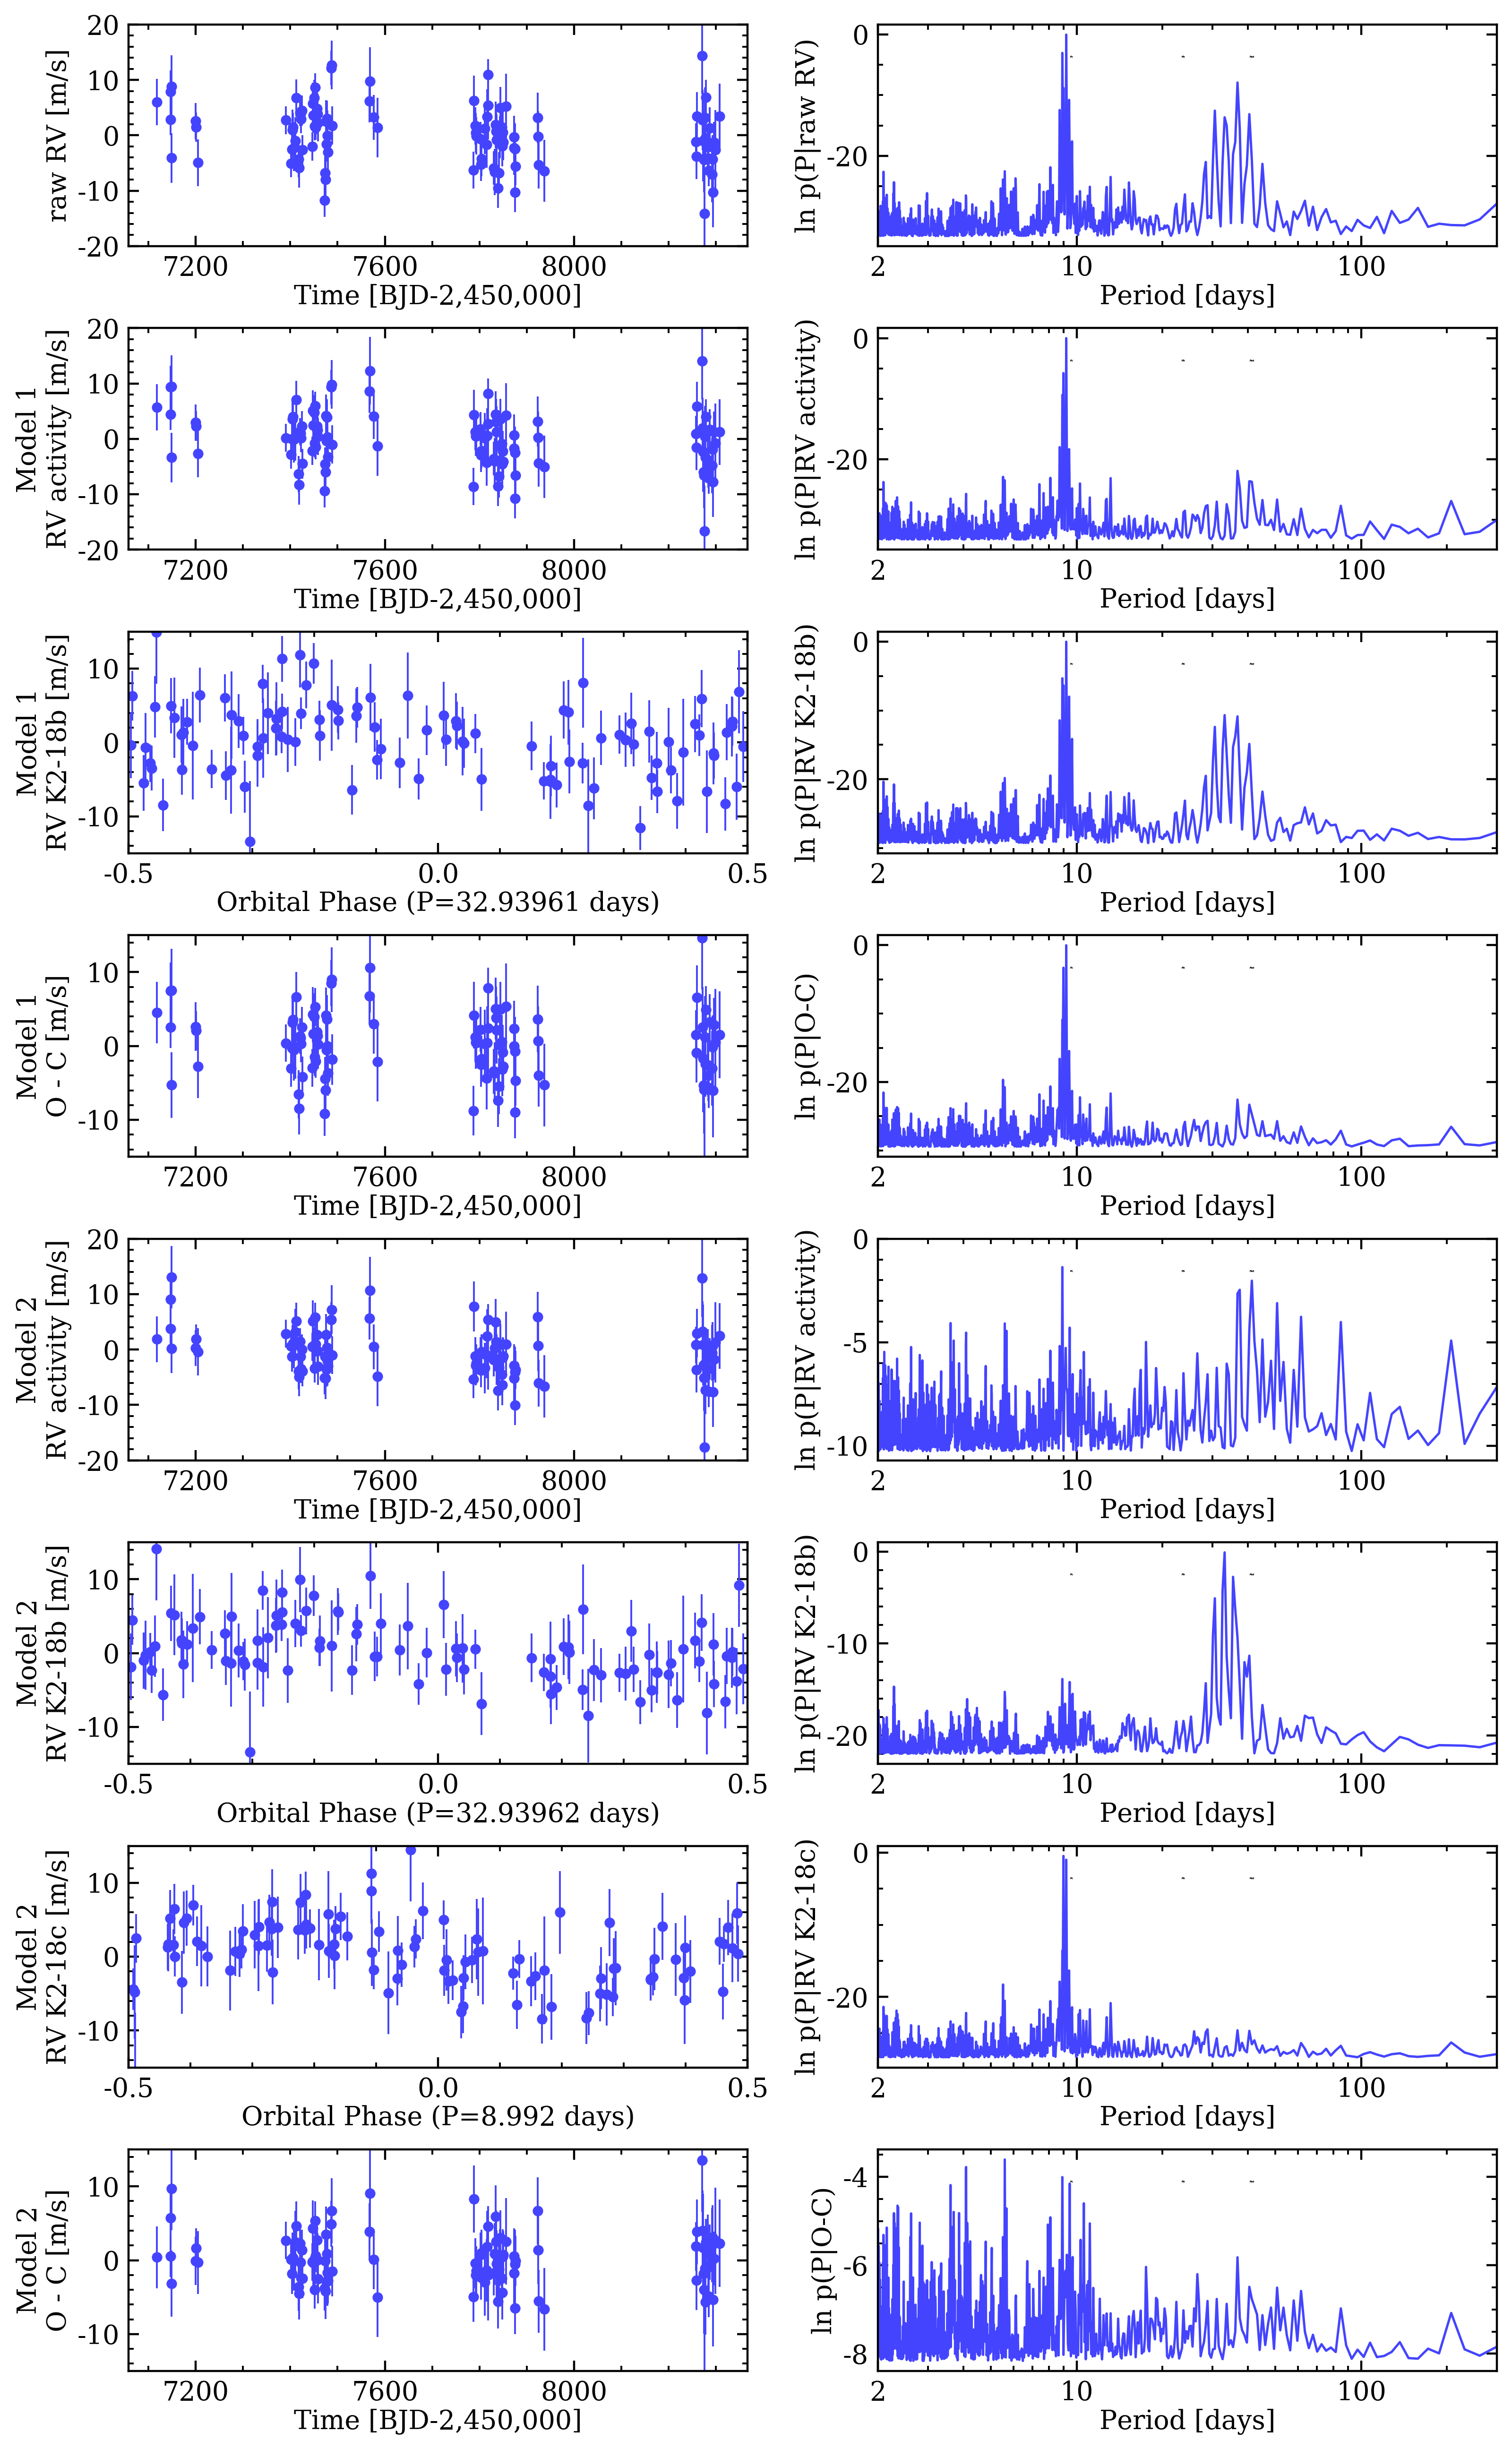 raw RV [m/s]
20
10
0
-10
-20
7200
7600
8000
Time [BJD-2,450,000]
ln p(P|raw RV)
0
-20
2
10
100
Period [days]
Model 1
RV activity [m/s]
20
10
0
-10
-20
7200
7600
8000
Time [BJD-2,450,000]
ln p(P|RV activity)
0
-20
2
10
100
Period [days]
Model 1
RV K2-18b [m/s]
10
0
-10
-0.5
0.0
0.5
Orbital Phase (P=32.93961 days)
ln p(P|RV K2-18b)
0
-20
2
10
100
Period [days]
Model 1
O - C [m/s]
10
0
-10
7200
7600
8000
Time [BJD-2,450,000]
ln p(P|O-C)
0
-20
2
10
100
Period [days]
Model 2
RV activity [m/s]
20
10
0
-10
-20
7200
7600
8000
Time [BJD-2,450,000]
ln p(P|RV activity)
0
-5
-10
2
10
100
Period [days]
Model 2
RV K2-18b [m/s]
10
0
-10
-0.5
0.0
0.5
Orbital Phase (P=32.93962 days)
ln p(P|RV K2-18b)
0
-10
-20
2
10
100
Period [days]
Model 2
RV K2-18c [m/s]
10
0
-10
-0.5
0.0
0.5
Orbital Phase (P=8.992 days)
ln p(P|RV K2-18c)
0
-20
2
10
100
Period [days]
Model 2
O - C [m/s]
10
0
-10
7200
7600
8000
Time [BJD-2,450,000]
ln p(P|O-C)
-4
-6
-8
2
10
100
Period [days]